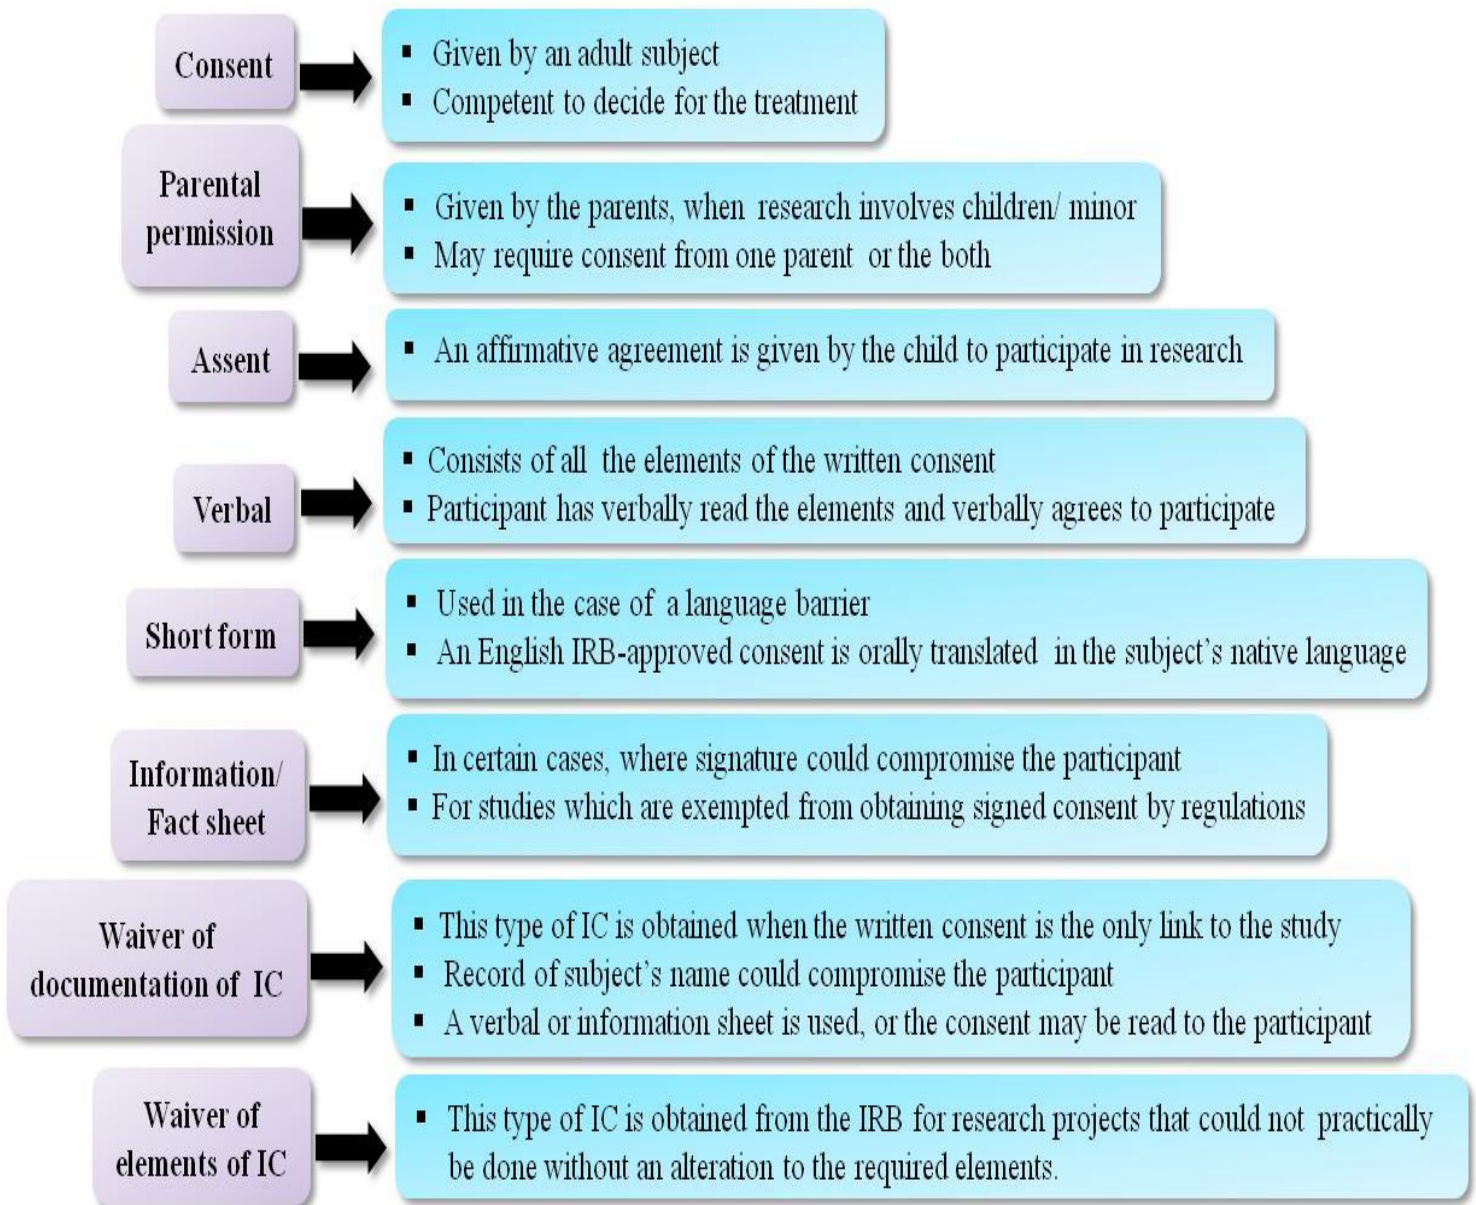 Consent
▪ Given by an adult subject
▪ Competent to decide for the treatment
Parental
permission
▪ Given by the parents, when research involves children/ minor
▪ May require consent from one parent or the both
Assent
▪ An affirmative agreement is given by the child to participate in research
Verbal
▪ Consists of all the elements of the written consent
▪ Participant has verbally read the elements and verbally agrees to participate
Short form
▪ Used in the case of a language barrier
▪ An English IRB-approved consent is orally translated in the subject's native language
Information/
Fact sheet
▪ In certain cases, where signature could compromise the participant
▪ For studies which are exempted from obtaining signed consent by regulations
Waiver of
documentation of IC
▪ This type of IC is obtained when the written consent is the only link to the study
▪ Record of subject's name could compromise the participant
▪ A verbal or information sheet is used, or the consent may be read to the participant
Waiver of
elements of IC
▪ This type of IC is obtained from the IRB for research projects that could not practically
be done without an alteration to the required elements.